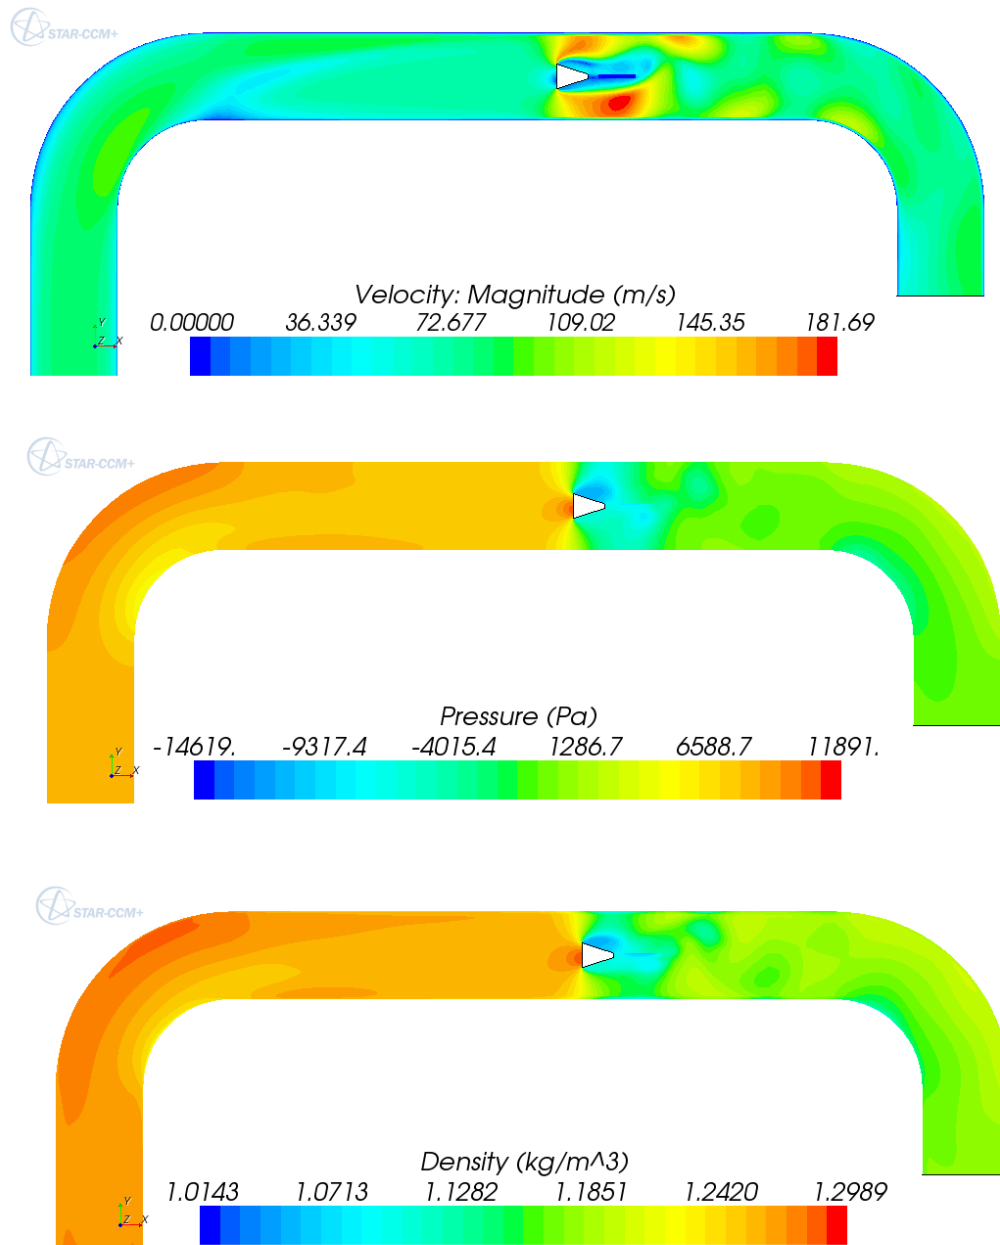 STAR-CCM+
Velocity: Magnitude (m/s)
0.00000 36.339 72.677 109.02 145.35 181.69
Y
Z X
STAR-CCM+
Pressure (Pa)
-14619. -9317.4 -4015.4 1286.7 6588.7 11891.
Y
Z X
STAR-CCM+
Density (kg/m^3)
1.0143 1.0713 1.1282 1.1851 1.2420 1.2989
Y
Z X